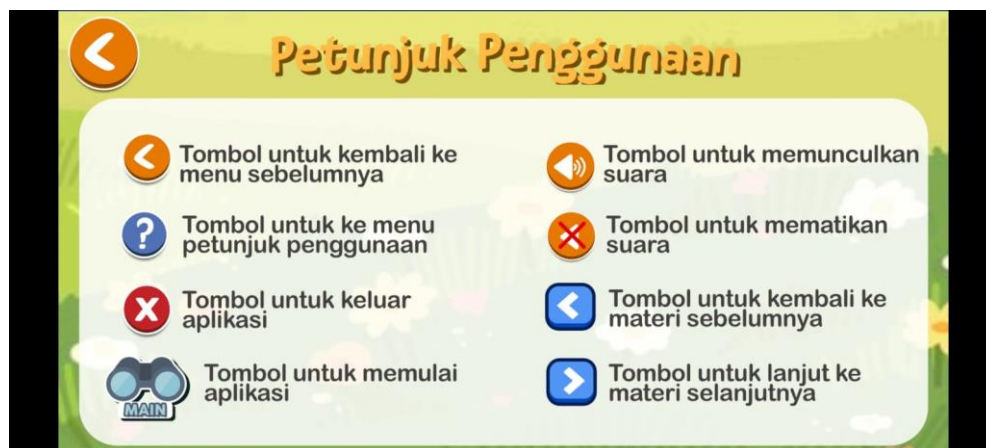 Petunjuk Penggunaan
Tombol untuk kembali ke
menu sebelumnya
Tombol untuk ke menu
petunjuk penggunaan
Tombol untuk keluar
aplikasi
MAIN
Tombol untuk memulai
aplikasi
Tombol untuk memunculkan
suara
Tombol untuk mematikan
suara
Tombol untuk kembali ke
materi sebelumnya
Tombol untuk lanjut ke
materi selanjutnya